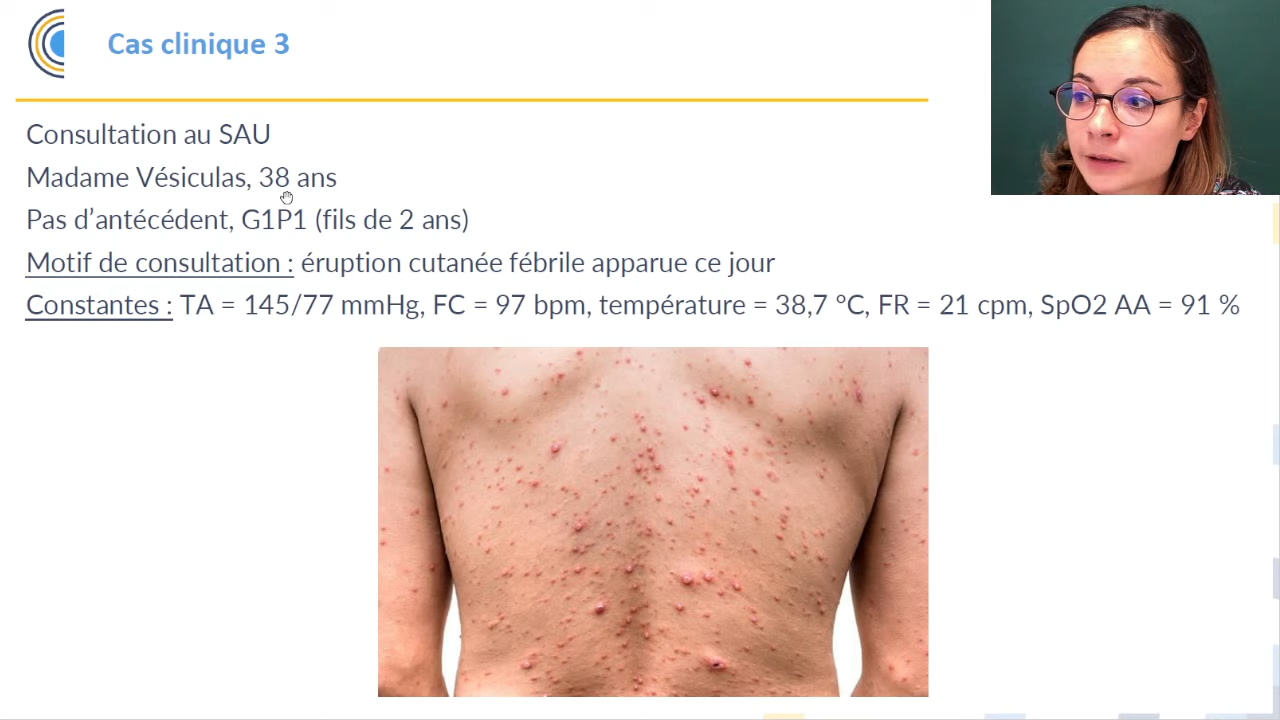 Cas clinique 3
Consultation au SAU
Madame Vésiculas, 38 ans
Pas d’antécédent, G1P1 (fils de 2 ans)
Motif de consultation : éruption cutanée fébrile apparue ce jour
Constantes : TA = 145/77 mmHg, FC = 97 bpm, température = 38,7 °C, FR = 21 cpm, SpO2 AA = 91 %